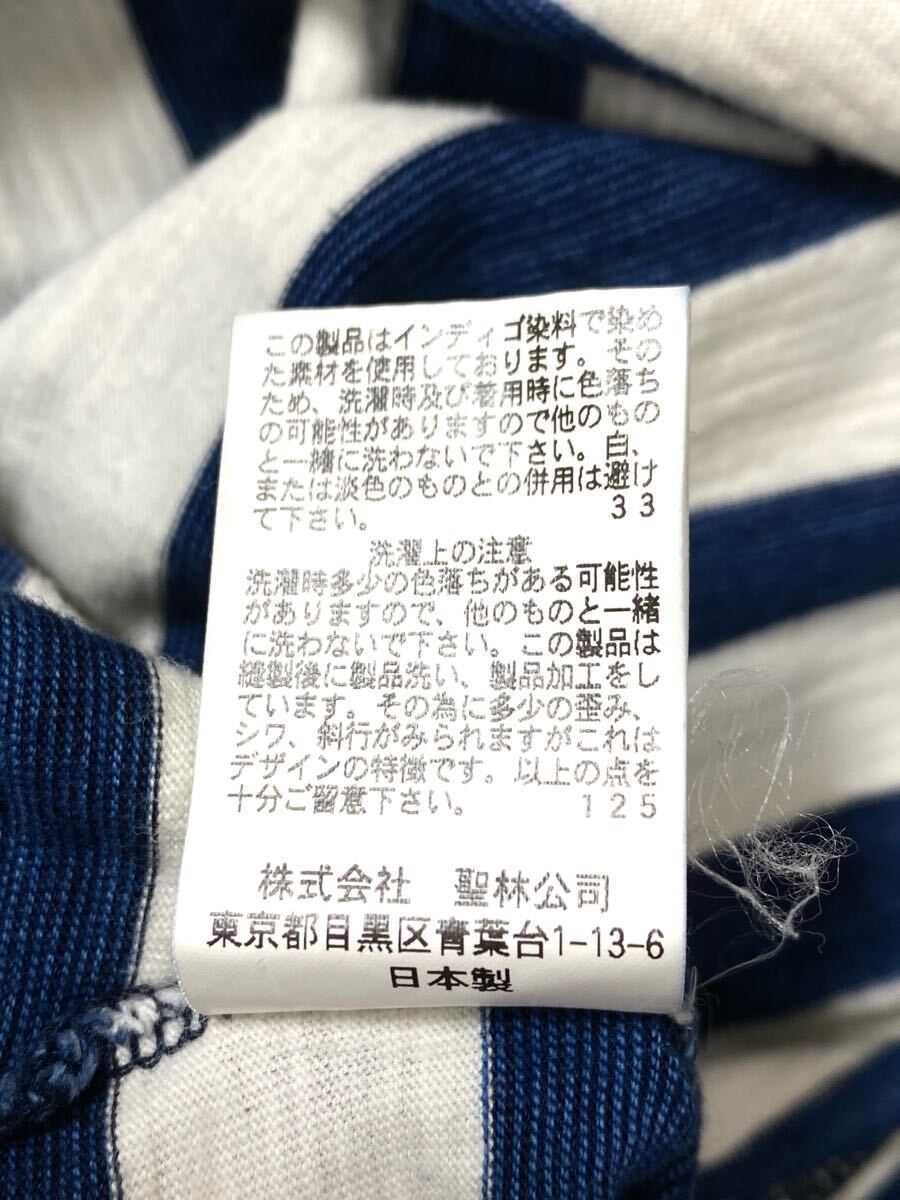 この製品はインディゴ染料で染め
た素材を使用しております。その
ため、洗濯時及び着用時に色落ち
の可能性がありますので他のもの
と一緒に洗わないで下さい。白、
または淡色のものとの併用は避け
て下さい。 33
洗濯上の注意
洗濯時多少の色落ちがある可能性
がありますので、他のものと一緒
に洗わないで下さい。この製品は
縫製後に製品洗い、製品加工をし
ています。その為に多少の歪み、
シワ、斜行がみられますがこれは
デザインの特徴です。以上の点を
十分ご留意下さい。 125
株式会社 聖林公司
東京都目黒区青葉台1-13-6
日本製